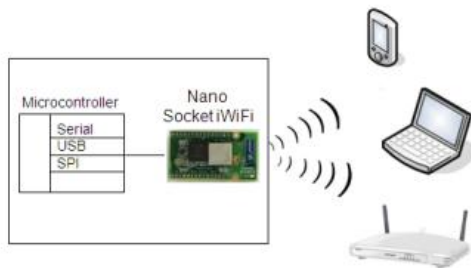 Microcontroller
Serial
USB
SPI
Nano
Socket iWiFi